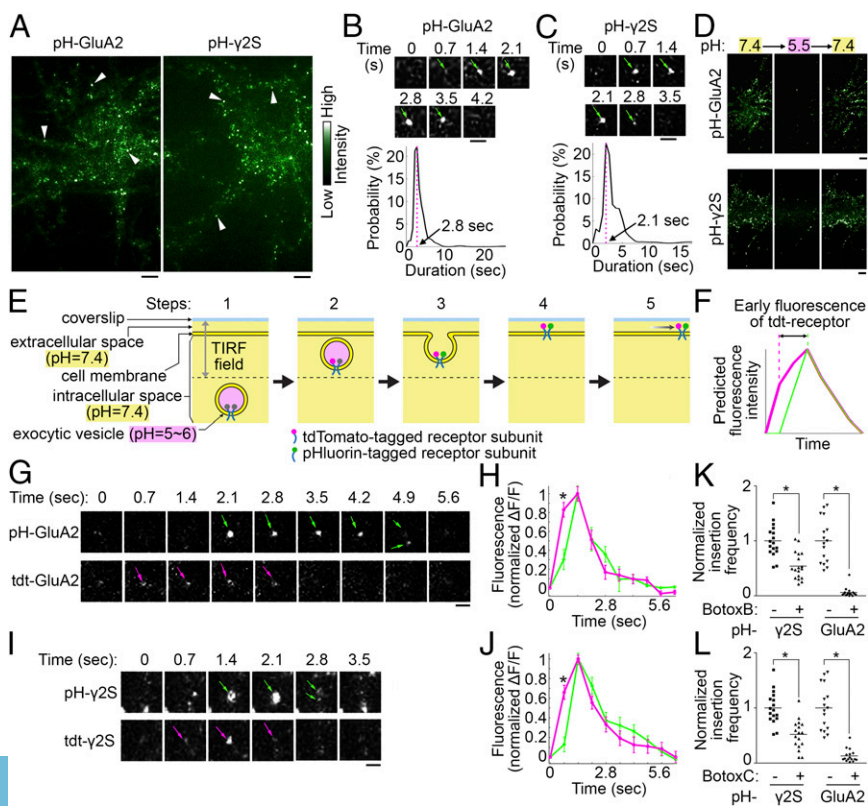 A
pH-GluA2
pH-γ2S
High
Intensity
Low
B
pH-GluA2
Time (s)
0 0.7 1.4 2.1
2.8 3.5 4.2
Probability (%)
20
15
10
5
0
2.8 sec
0 10 20
Duration (sec)
C
pH-γ2S
Time (s)
0 0.7 1.4
2.1 2.8 3.5
Probability (%)
20
15
10
5
0
2.1 sec
0 5 10 15
Duration (sec)
D
pH: 7.4 5.5 7.4
pH-GluA2
pH-γ2S
E
Steps: 1 2 3 4 5
coverslip
extracellular space
(pH=7.4)
cell membrane
intracellular space
(pH=7.4)
exocytic vesicle (pH=5~6)
TIRF
field
tdTomato-tagged receptor subunit
pHluorin-tagged receptor subunit
F
Early fluorescence
of tdt-receptor
Predicted
fluorescence
intensity
Time
G
Time (sec): 0 0.7 1.4 2.1 2.8 3.5 4.2 4.9 5.6
pH-GluA2
tdt-GluA2
H
Fluorescence
(normalized ΔF/F)
1
0.8
0.6
0.4
0.2
0
*
0 2.8 5.6
Time (sec)
I
Time (sec): 0 0.7 1.4 2.1 2.8 3.5
pH-γ2S
tdt-γ2S
J
Fluorescence
(normalized ΔF/F)
1
0.8
0.6
0.4
0.2
0
*
0 2.8 5.6
Time (sec)
K
Normalized
insertion
frequency
2
1
0
* *
BotoxB: - + - +
pH- γ2S GluA2
L
Normalized
insertion
frequency
2
1
0
* *
BotoxC: - + - +
pH- γ2S GluA2